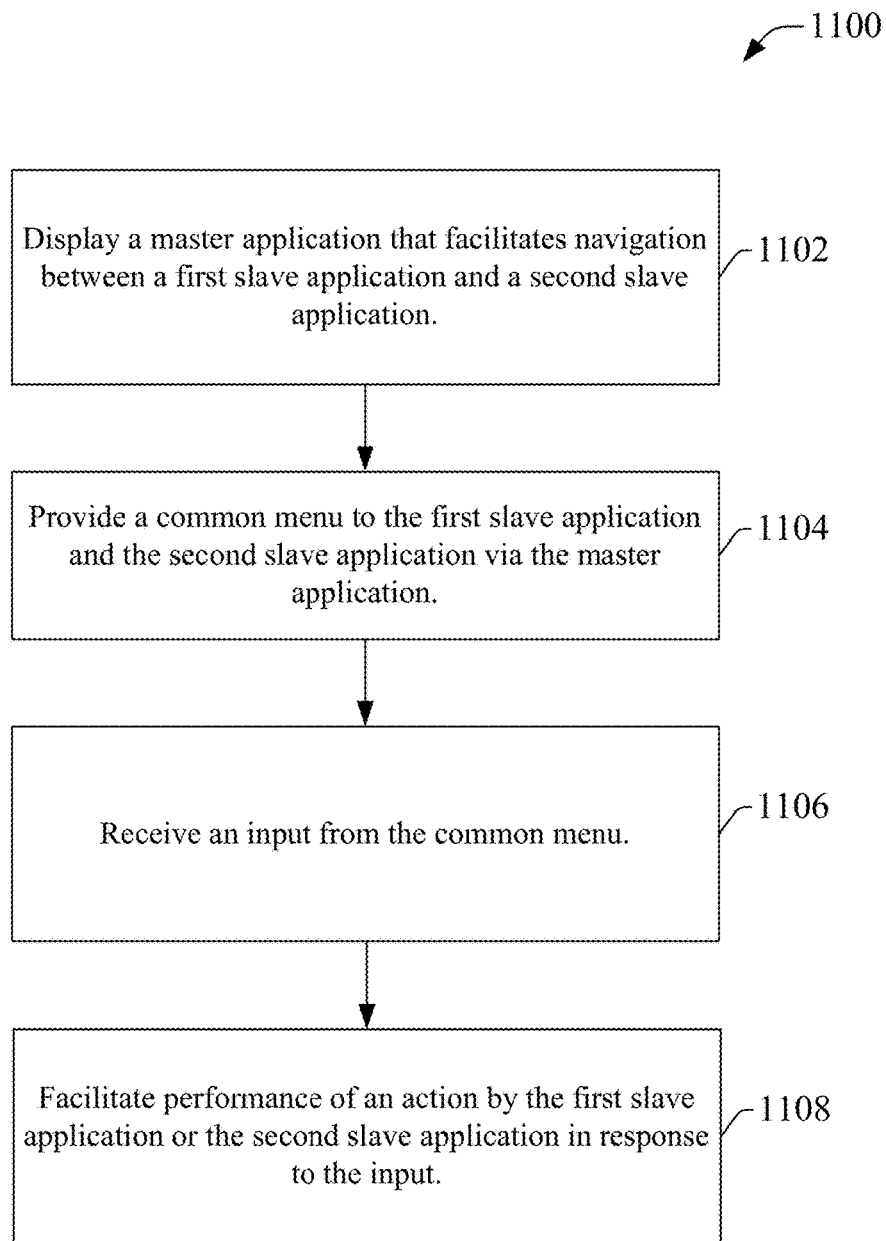 1100
Display a master application that facilitates navigation
between a first slave application and a second slave
application.
1102
Provide a common menu to the first slave application
and the second slave application via the master
application.
1104
Receive an input from the common menu.
1106
Facilitate performance of an action by the first slave
application or the second slave application in response
to the input.
1108